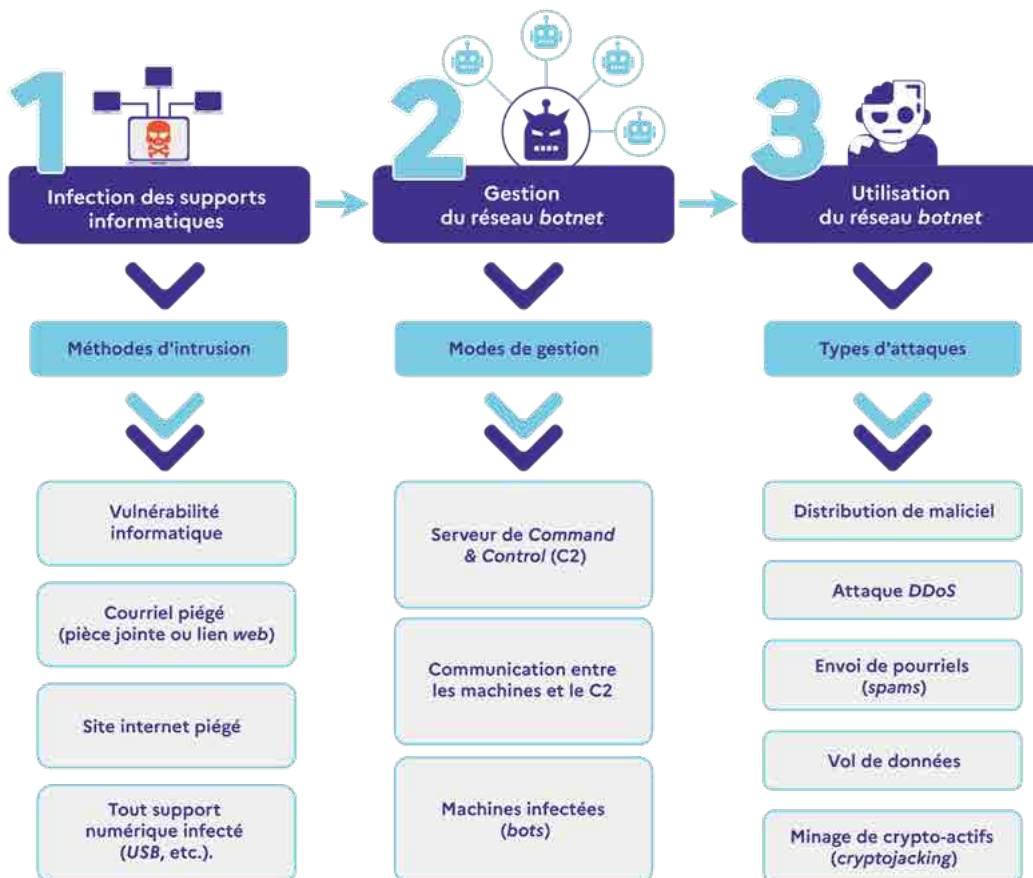 1
Infection des supports
informatiques
2
Gestion
du réseau botnet
3
Utilisation
du réseau botnet
Méthodes d'intrusion
Modes de gestion
Types d'attaques
Vulnérabilité
informatique
Courriel piégé
(pièce jointe ou lien web)
Site internet piégé
Tout support
numérique infecté
(USB, etc.).
Serveur de Command
& Control (C2)
Communication entre
les machines et le C2
Machines infectées
(bots)
Distribution de maliciel
Attaque DDoS
Envoi de pourriels
(spams)
Vol de données
Minage de crypto-actifs
(cryptojacking)